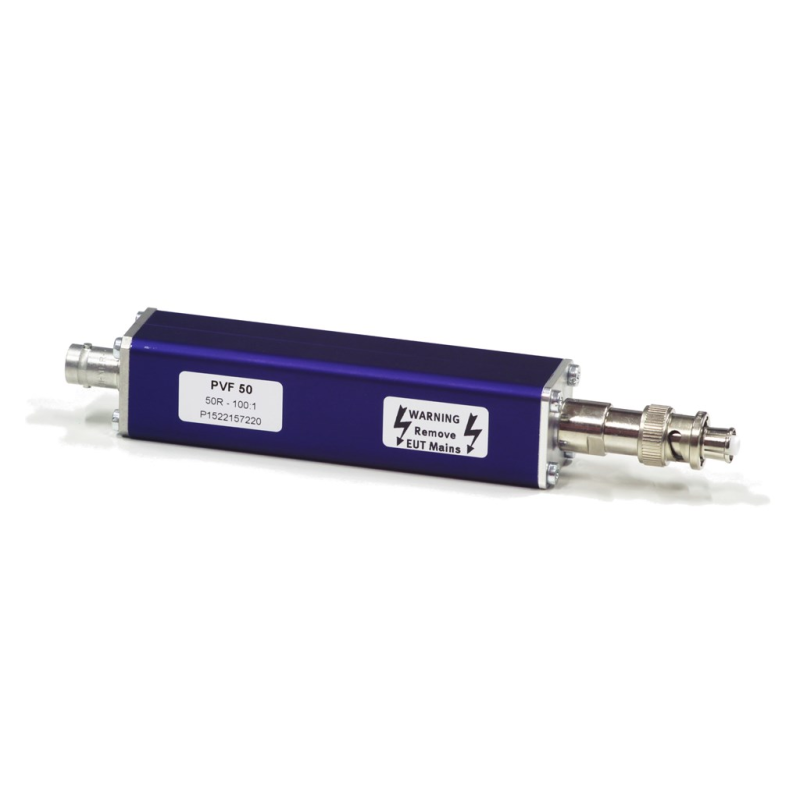 PVF 50
50R - 100:1
P1522157220
WARNING
Remove
EUT Mains